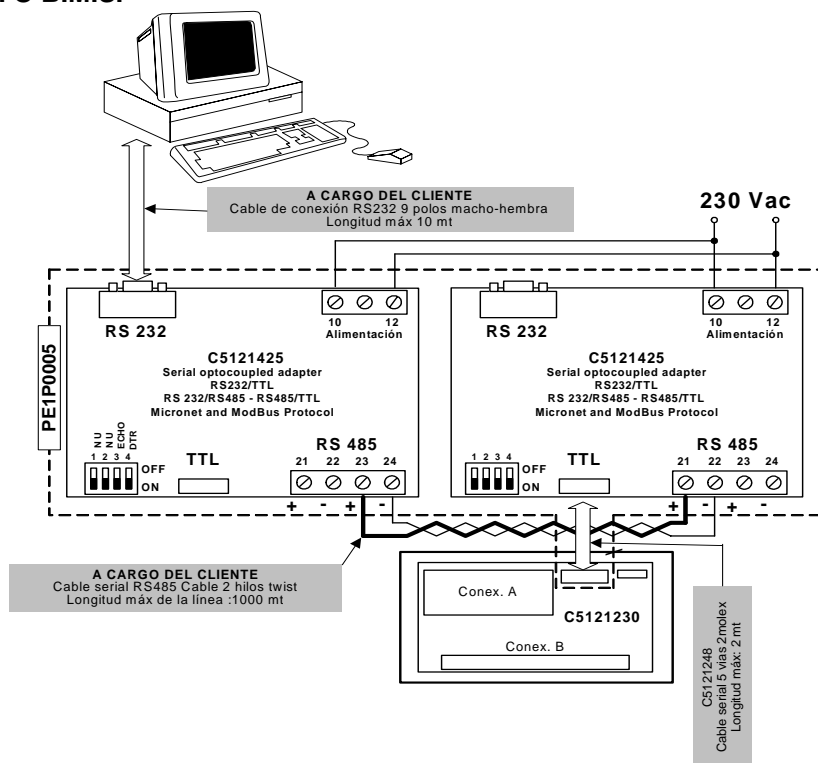 A CARGO DEL CLIENTE
Cable de conexión RS232 9 polos macho-hembra
Longitud máx 10 mt
230 Vac
PE1P0005
RS 232
10 12
Alimentación
C5121425
Serial optocoupled adapter
RS232/TTL
RS 232/RS485 - RS485/TTL
Micronet and ModBus Protocol
NU
NU
ECHO
DTR
1 2 3 4
OFF
ON
TTL
RS 485
21 22 23 24
+ - + -
RS 232
10 12
Alimentación
C5121425
Serial optocoupled adapter
RS232/TTL
RS 232/RS485 - RS485/TTL
Micronet and ModBus Protocol
1 2 3 4
OFF
ON
TTL
RS 485
21 22 23 24
+ - + -
A CARGO DEL CLIENTE
Cable serial RS485 Cable 2 hilos twist
Longitud máx de la línea :1000 mt
Conex. A
C5121230
Conex. B
C5121248
Cable serial 5 vias 2molex
Longitud máx: 2 mt